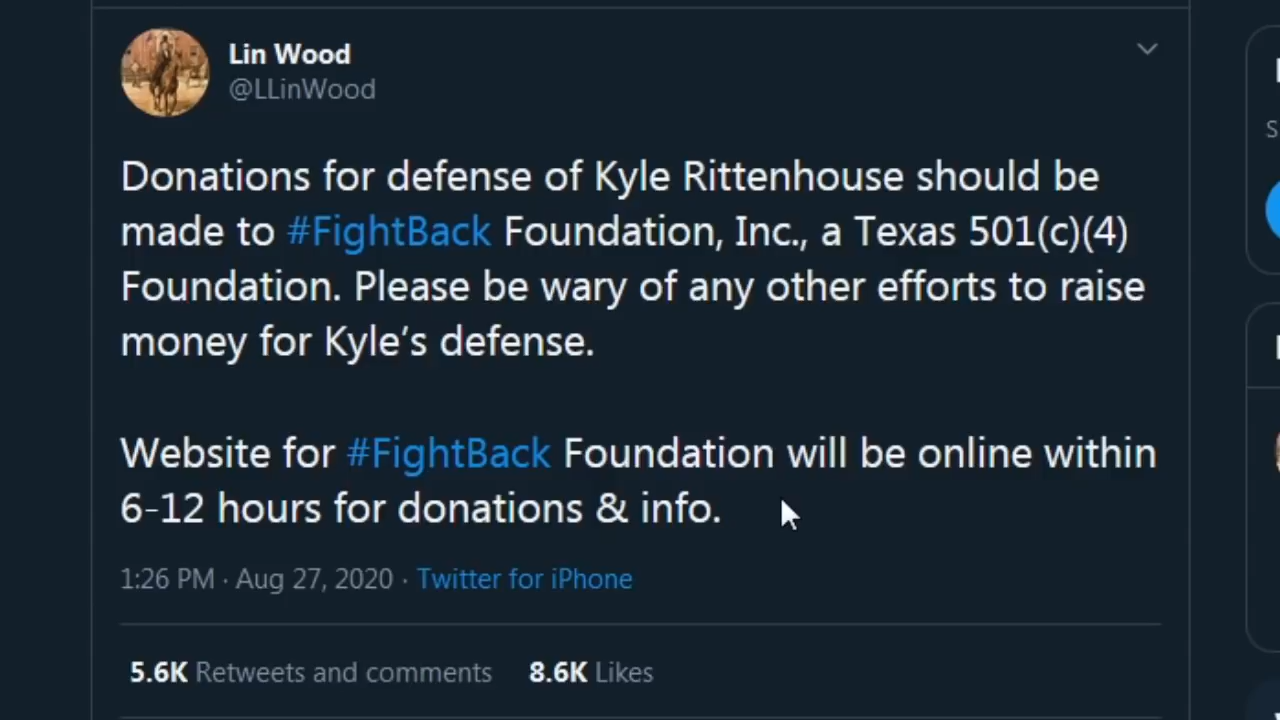 Lin Wood
@LLinWood
Donations for defense of Kyle Rittenhouse should be
made to #FightBack Foundation, Inc., a Texas 501(c)(4)
Foundation. Please be wary of any other efforts to raise
money for Kyle’s defense.
Website for #FightBack Foundation will be online within
6-12 hours for donations & info.
1:26 PM · Aug 27, 2020 · Twitter for iPhone
5.6K Retweets and comments 8.6K Likes